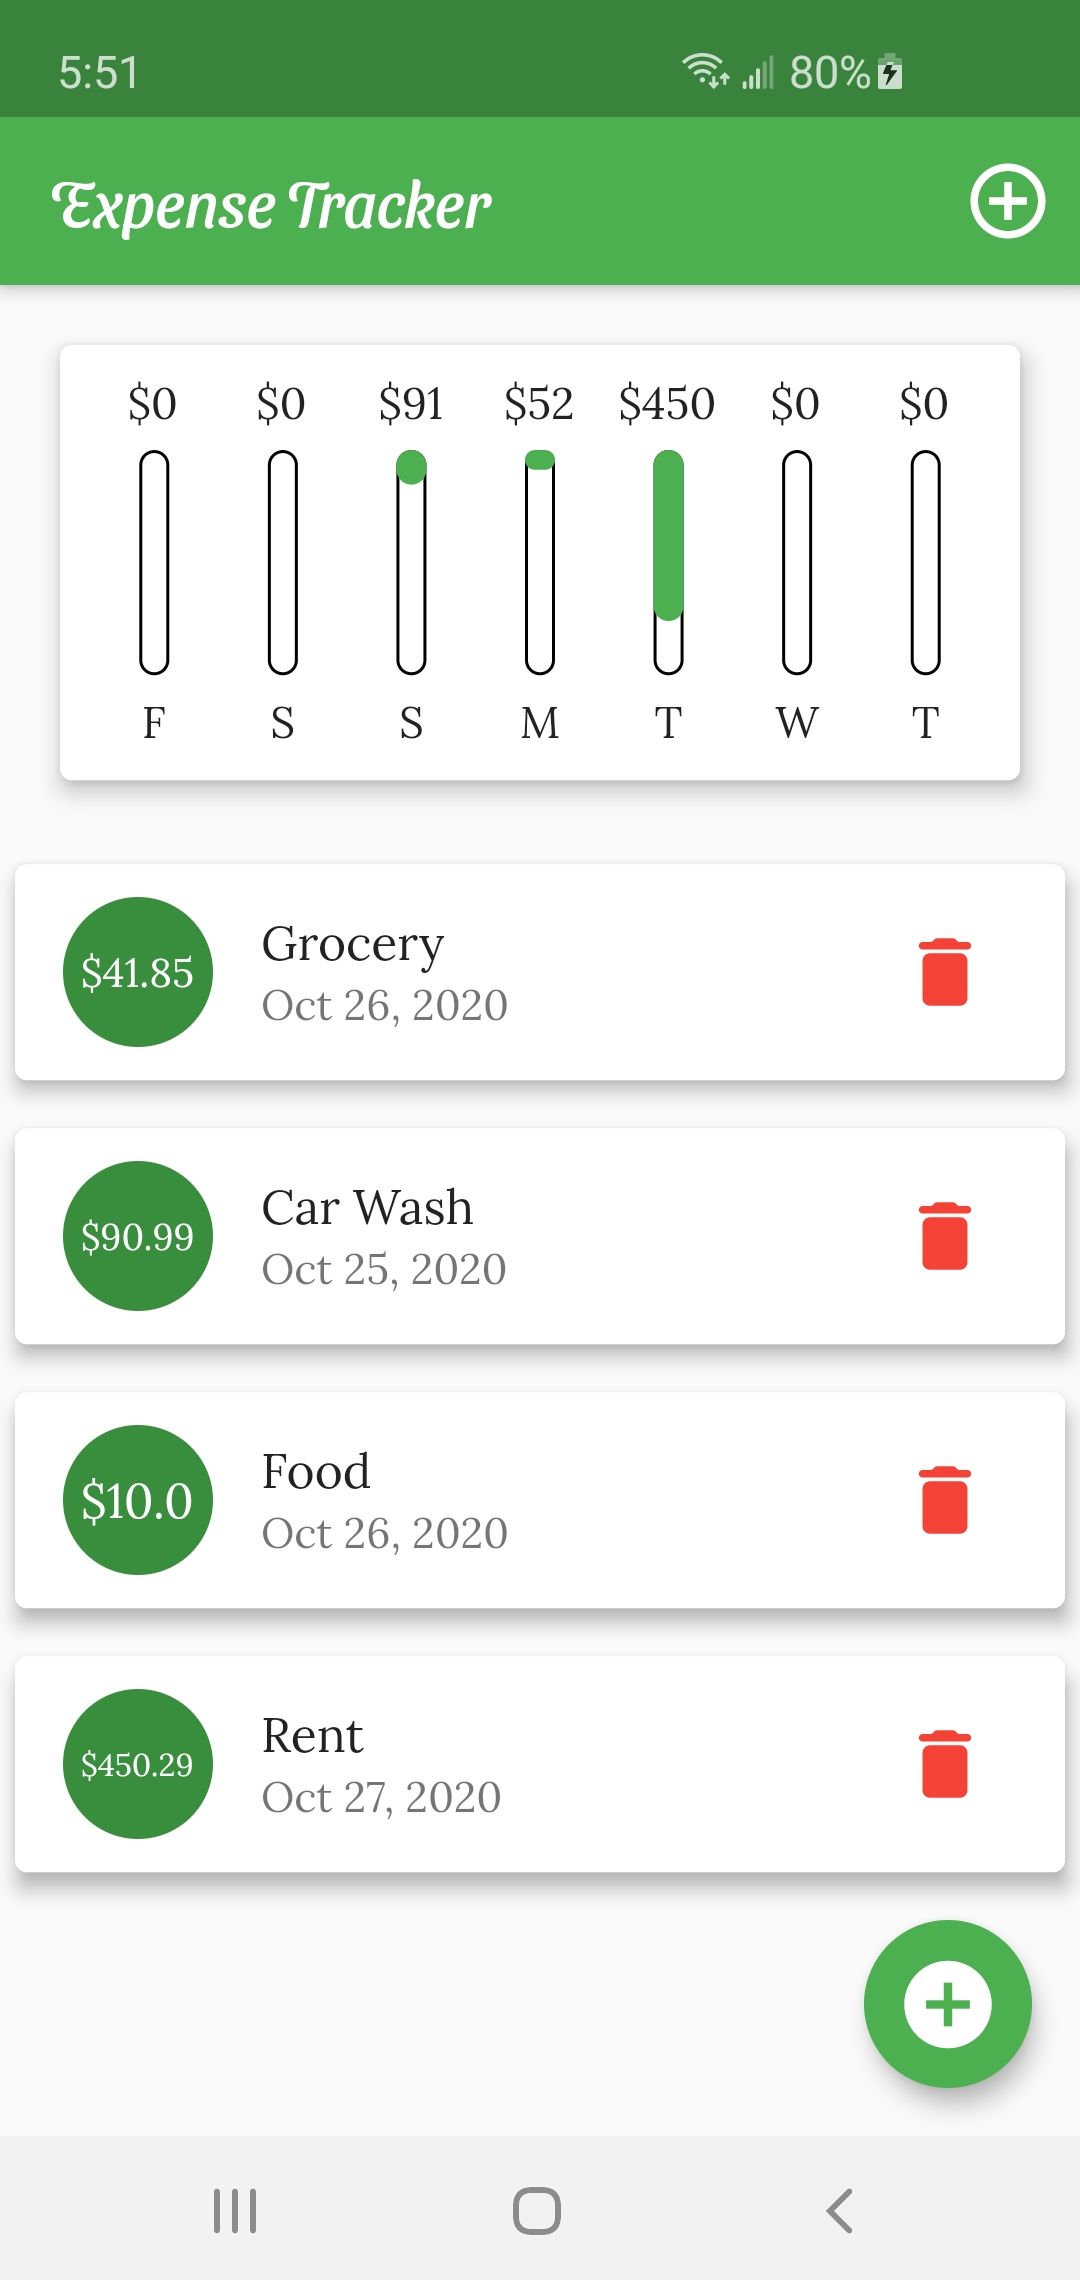 5:51 80%
Expense Tracker
$0 $0 $91 $52 $450 $0 $0
F S S M T W T
$41.85
Grocery
Oct 26, 2020
$90.99
Car Wash
Oct 25, 2020
$10.0
Food
Oct 26, 2020
$450.29
Rent
Oct 27, 2020